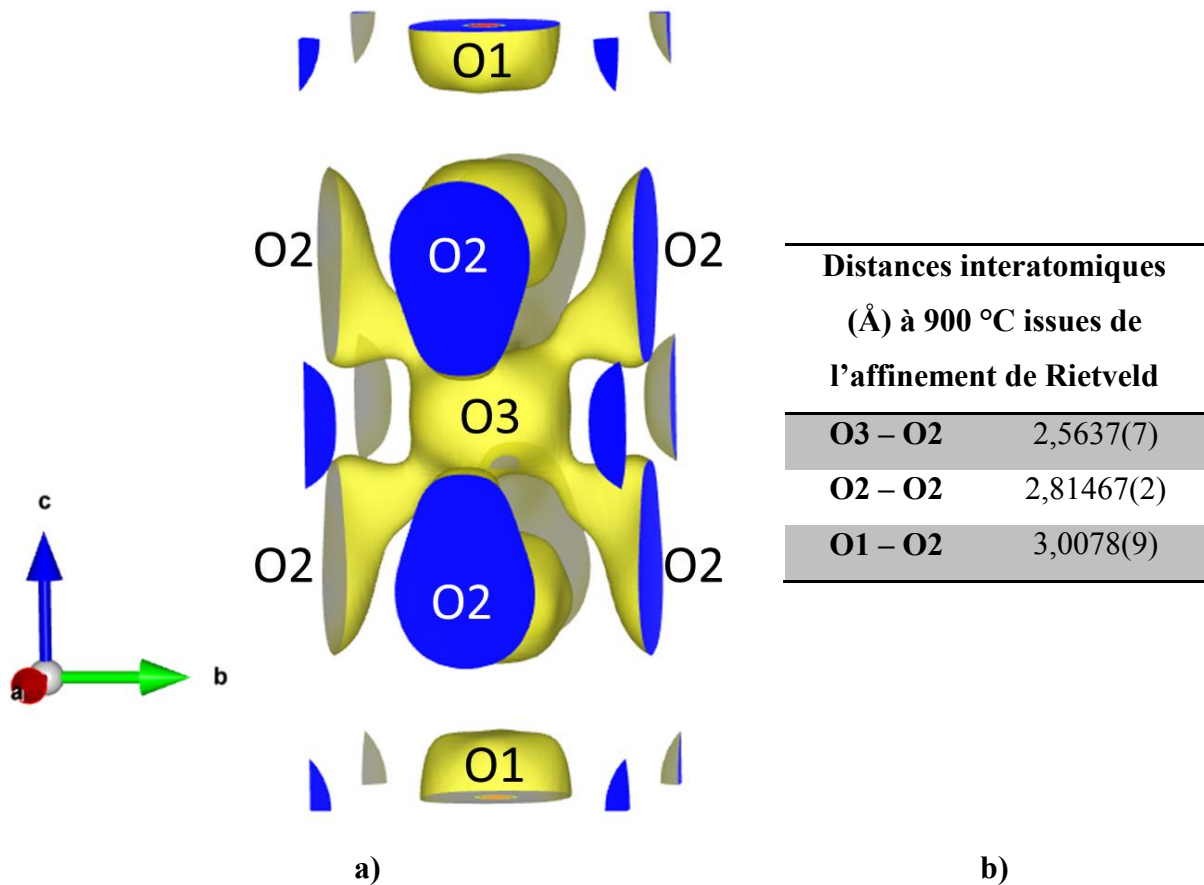 O1
O2
O2
O2
O3
O2
O2
O2
O1
c
b
a
a)
Distances interatomiques
(Å) à 900 °C issues de
l’affinement de Rietveld
O3 – O2 2,5637(7)
O2 – O2 2,81467(2)
O1 – O2 3,0078(9)
b)